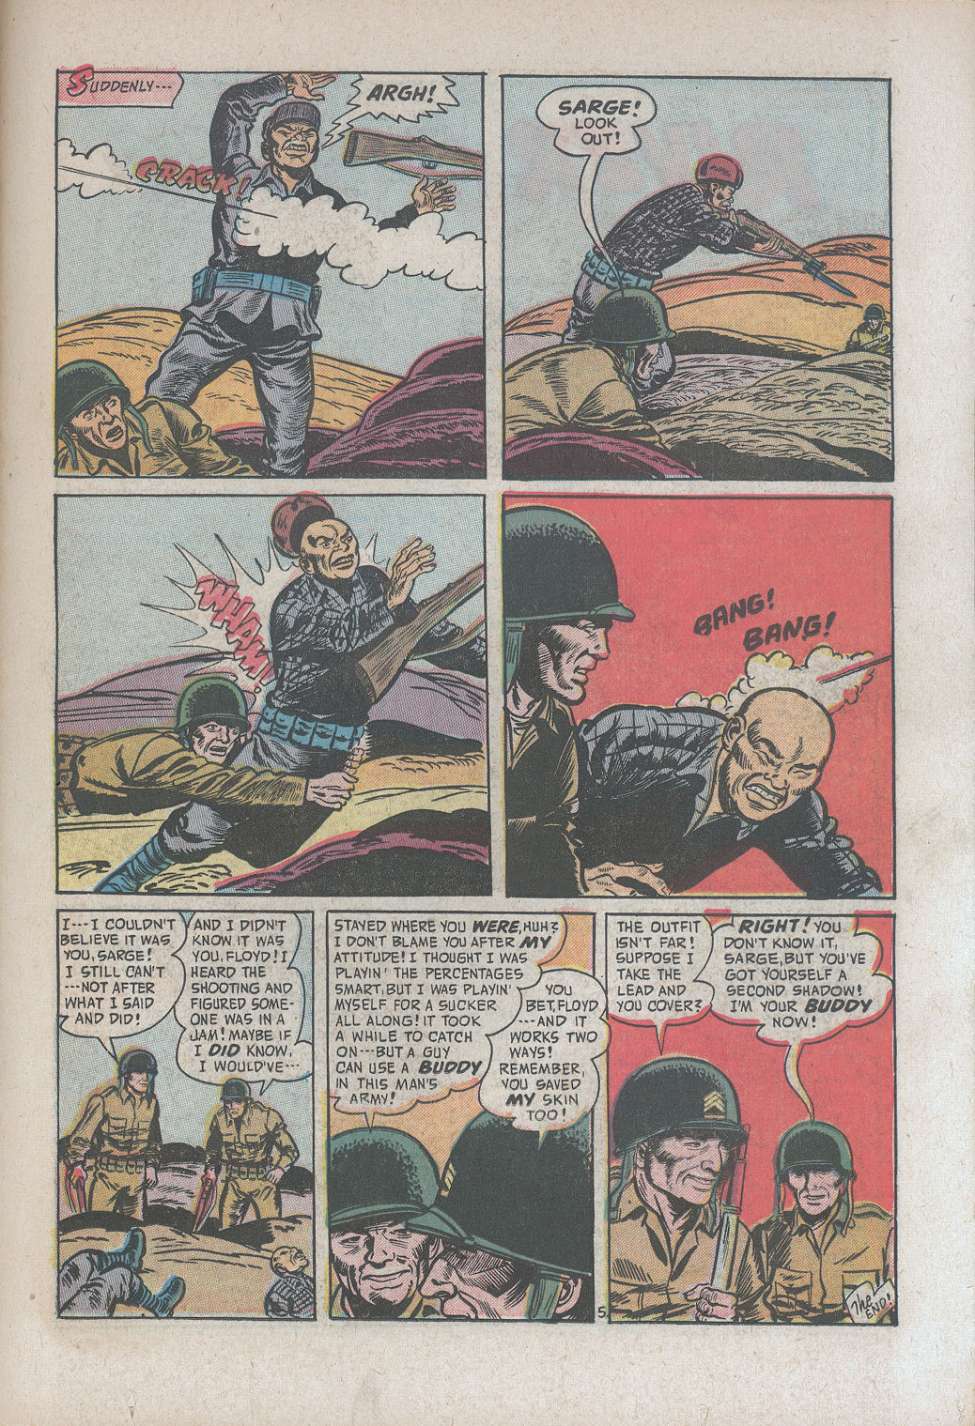 SUDDENLY---
ARGH!
CRACK!
SARGE!
LOOK
OUT!
WHAM!
BANG!
BANG!
I---I COULDN'T
BELIEVE IT WAS
YOU, SARGE!
I STILL CAN'T
---NOT AFTER
WHAT I SAID
AND DID!
AND I DIDN'T
KNOW IT WAS
YOU, FLOYD! I
HEARD THE
SHOOTING AND
FIGURED SOME-
ONE WAS IN A
JAM! MAYBE IF
I DID KNOW,
I WOULD'VE---
STAYED WHERE YOU WERE, HUH?
I DON'T BLAME YOU AFTER MY
ATTITUDE! I THOUGHT I WAS
PLAYIN' THE PERCENTAGES
SMART, BUT I WAS PLAYIN'
MYSELF FOR A SUCKER
ALL ALONG! IT TOOK
A WHILE TO CATCH
ON---BUT A GUY
CAN USE A BUDDY
IN THIS MAN'S
ARMY!
YOU
BET, FLOYD
---AND IT
WORKS TWO
WAYS!
REMEMBER,
YOU SAVED
MY SKIN
TOO!
5
THE OUTFIT
ISN'T FAR!
SUPPOSE I
TAKE THE
LEAD AND
YOU COVER?
RIGHT! YOU
DON'T KNOW IT,
SARGE, BUT YOU'VE
GOT YOURSELF A
SECOND SHADOW!
I'M YOUR BUDDY
NOW!
The
END!